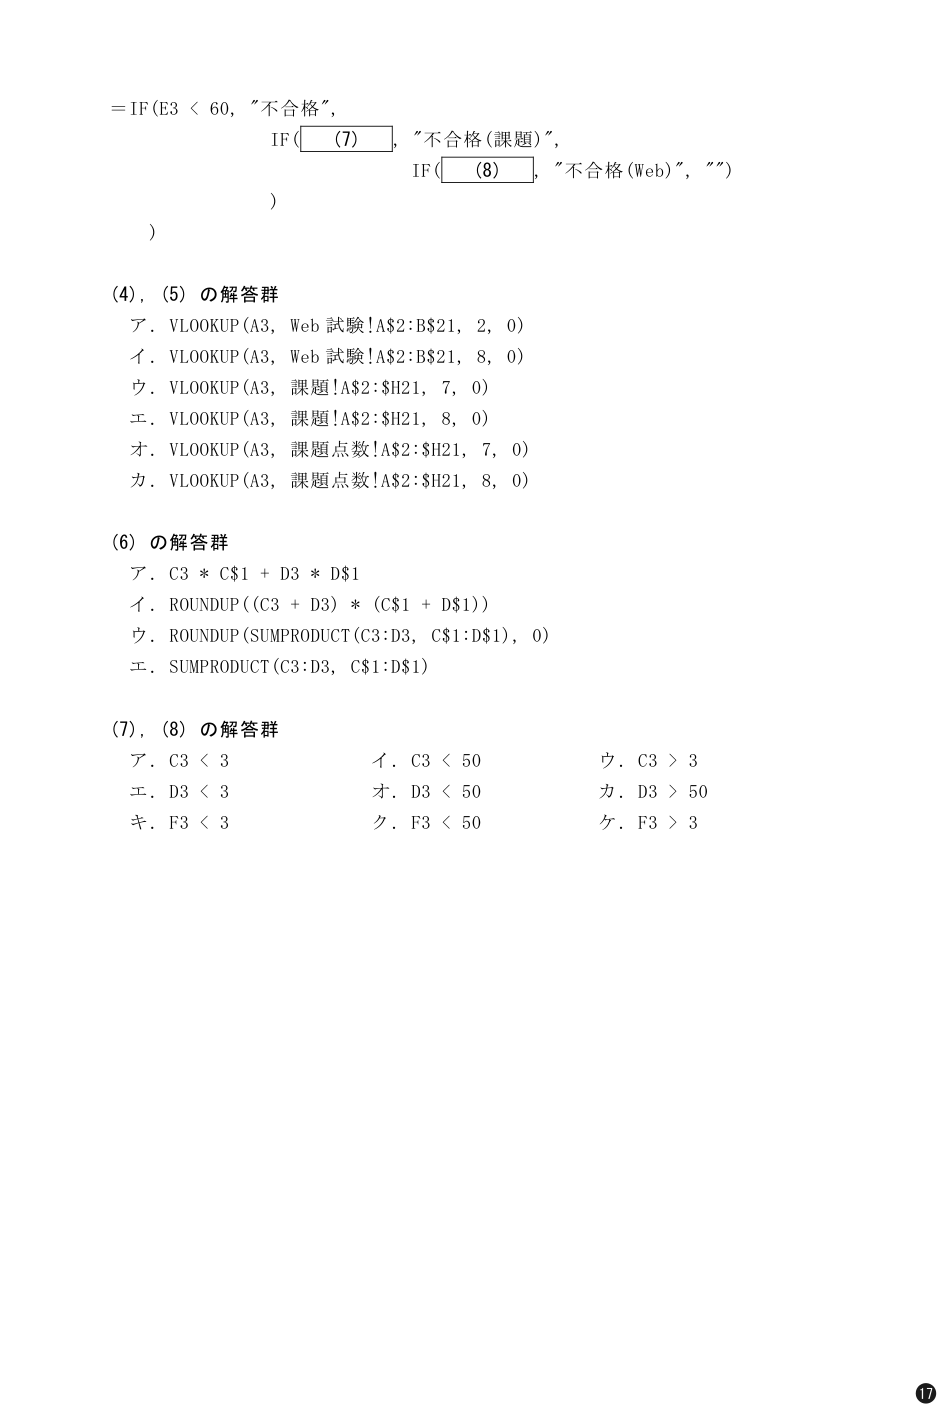 ＝IF(E3 < 60, "不合格",
IF( (7) , "不合格(課題)",
IF( (8) , "不合格(Web)", "")
)
)
(4), (5) の解答群
ア. VLOOKUP(A3, Web試験!A$2:B$21, 2, 0)
イ. VLOOKUP(A3, Web試験!A$2:B$21, 8, 0)
ウ. VLOOKUP(A3, 課題!A$2:$H21, 7, 0)
エ. VLOOKUP(A3, 課題!A$2:$H21, 8, 0)
オ. VLOOKUP(A3, 課題点数!A$2:$H21, 7, 0)
カ. VLOOKUP(A3, 課題点数!A$2:$H21, 8, 0)
(6) の解答群
ア. C3 * C$1 + D3 * D$1
イ. ROUNDUP((C3 + D3) * (C$1 + D$1))
ウ. ROUNDUP(SUMPRODUCT(C3:D3, C$1:D$1), 0)
エ. SUMPRODUCT(C3:D3, C$1:D$1)
(7), (8) の解答群
ア. C3 < 3 イ. C3 < 50 ウ. C3 > 3
エ. D3 < 3 オ. D3 < 50 カ. D3 > 50
キ. F3 < 3 ク. F3 < 50 ケ. F3 > 3
17